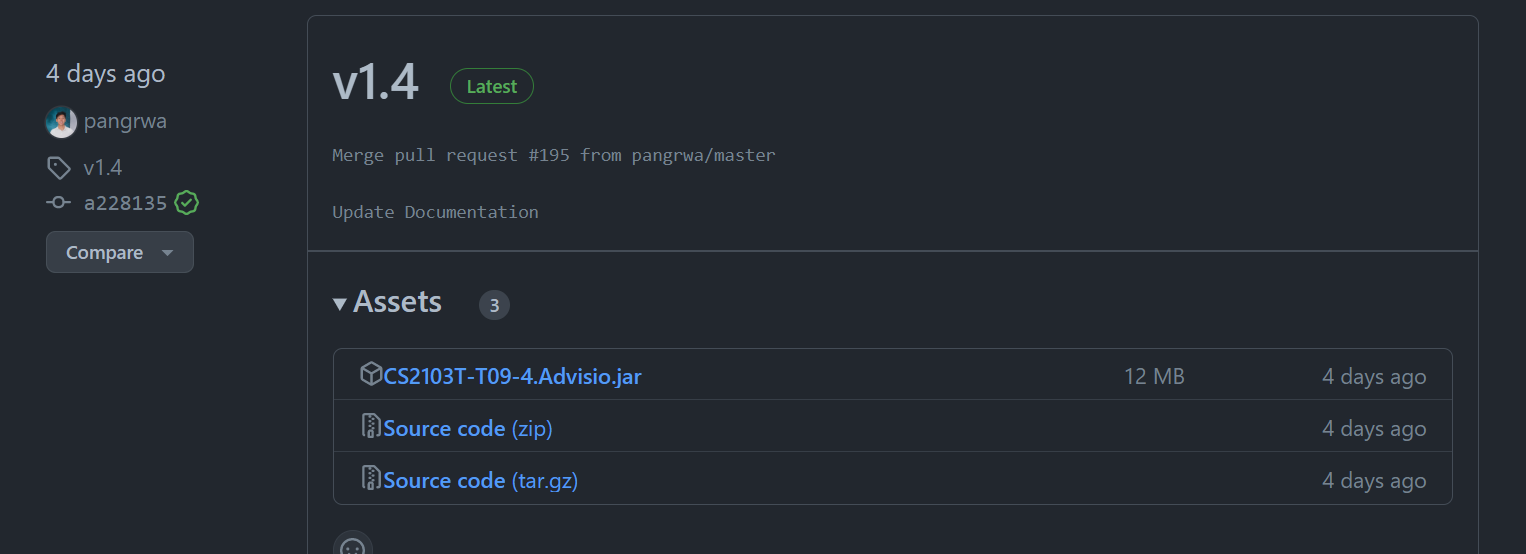 4 days ago
pangrwa
v1.4
a228135
Compare
v1.4 Latest
Merge pull request #195 from pangrwa/master
Update Documentation
Assets 3
CS2103T-T09-4.Advisio.jar 12 MB 4 days ago
Source code (zip) 4 days ago
Source code (tar.gz) 4 days ago